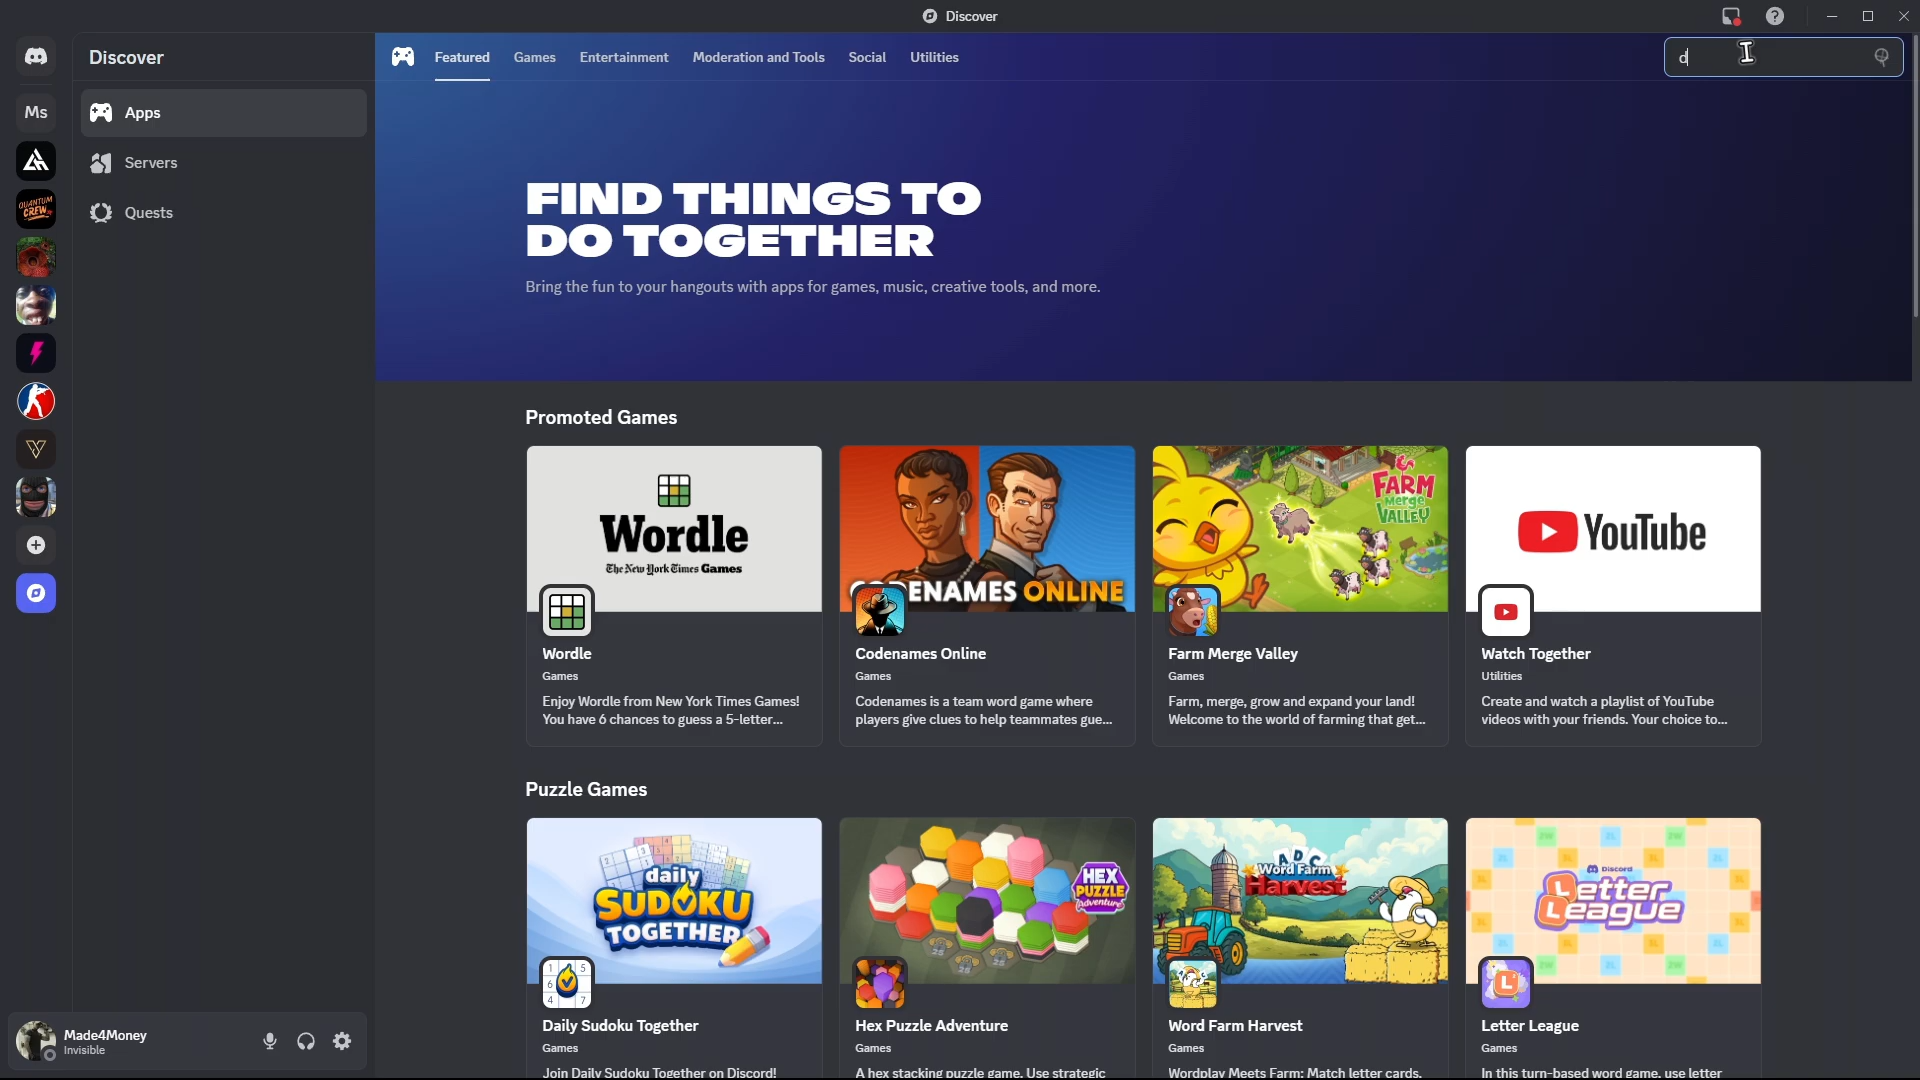 Discover
Discover
Featured
Games
Entertainment
Moderation and Tools
Social
Utilities
d
Ms
Apps
QUANTUM
CREW
Servers
Quests
FIND THINGS TO
DO TOGETHER
Bring the fun to your hangouts with apps for games, music, creative tools, and more.
Promoted Games
Wordle
The New York Times Games
ENAMES ONLINE
FARM
Merge
VALLEY
YouTube
Wordle
Games
Enjoy Wordle from New York Times Games!
You have 6 chances to guess a 5-letter...
Codenames Online
Games
Codenames is a team word game where
players give clues to help teammates gue...
Farm Merge Valley
Games
Farm, merge, grow and expand your land!
Welcome to the world of farming that get...
Watch Together
Utilities
Create and watch a playlist of YouTube
videos with your friends. Your choice to...
Puzzle Games
daily
SUDOKU
TOGETHER
HEX
PUZZLE
Adventure
Word Farm
Harvest
Discord
Letter
League
Daily Sudoku Together
Games
Join Daily Sudoku Together on Discord!
Hex Puzzle Adventure
Games
A hex stacking puzzle game. Use strategic
Word Farm Harvest
Games
Wordplay Meets Farm: Match letter cards,
Letter League
Games
In this turn-based word game, use letter
Made4Money
Invisible